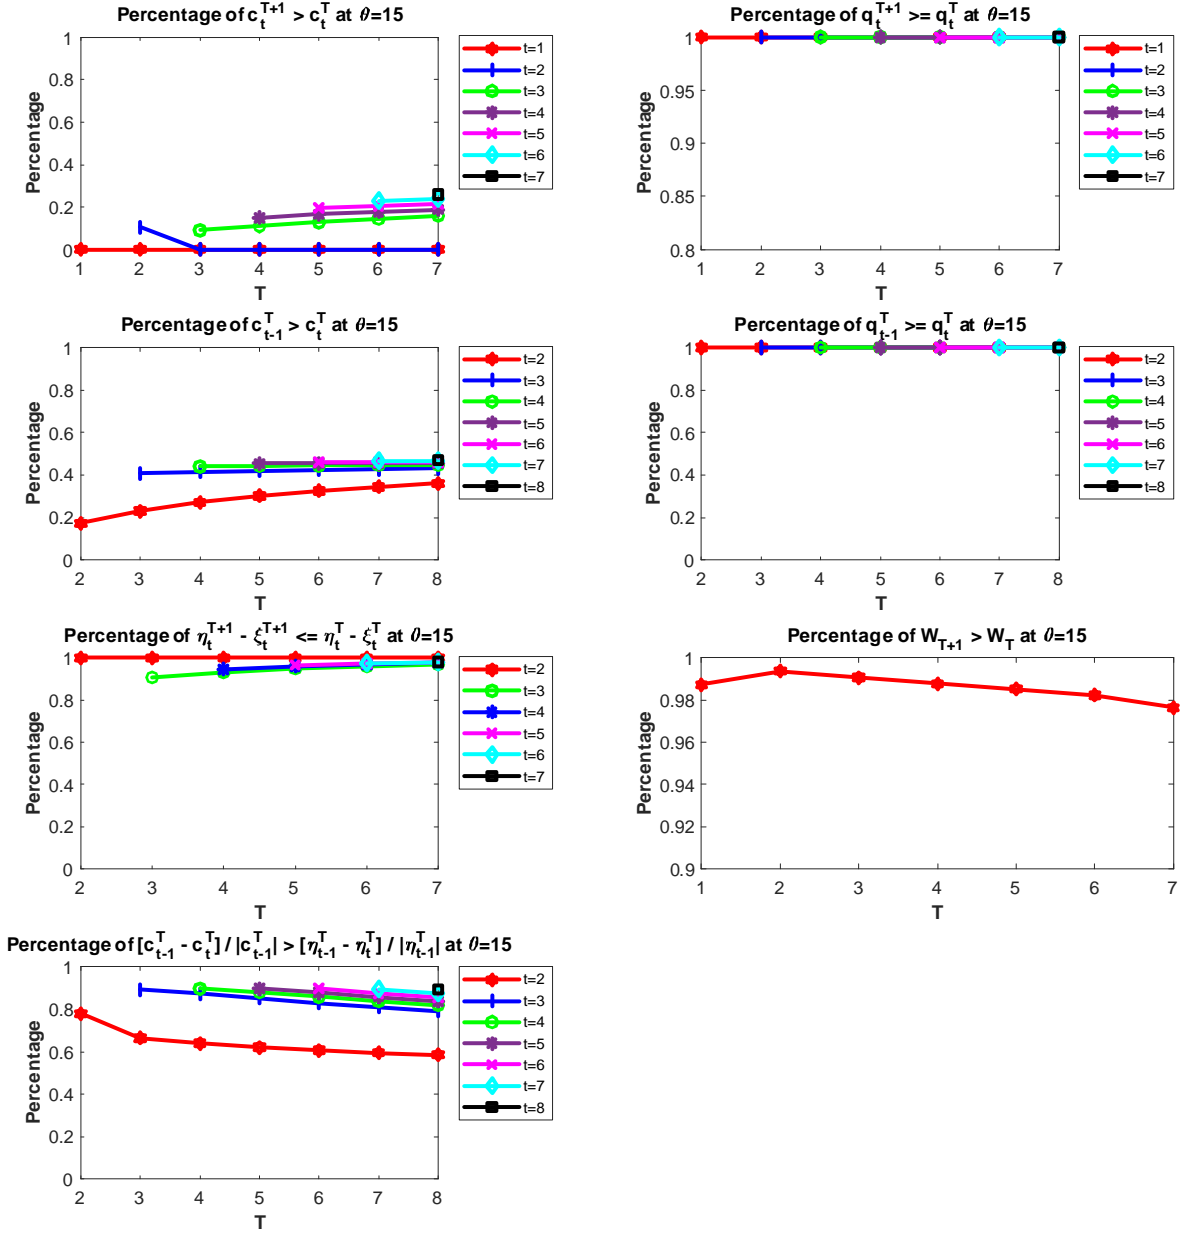 Percentage of c_t^{T+1} > c_t^T at θ=15
Percentage
1
0.8
0.6
0.4
0.2
0
1 2 3 4 5 6 7
T
t=1
t=2
t=3
t=4
t=5
t=6
t=7
Percentage of q_t^{T+1} >= q_t^T at θ=15
Percentage
1
0.95
0.9
0.85
0.8
1 2 3 4 5 6 7
T
t=1
t=2
t=3
t=4
t=5
t=6
t=7
Percentage of c_{t-1}^T > c_t^T at θ=15
Percentage
1
0.8
0.6
0.4
0.2
0
2 3 4 5 6 7 8
T
t=2
t=3
t=4
t=5
t=6
t=7
t=8
Percentage of q_{t-1}^T >= q_t^T at θ=15
Percentage
1
0.8
0.6
0.4
0.2
0
2 3 4 5 6 7 8
T
t=2
t=3
t=4
t=5
t=6
t=7
t=8
Percentage of η_t^{T+1} - ξ_t^{T+1} <= η_t^T - ξ_t^T at θ=15
Percentage
1
0.8
0.6
0.4
0.2
0
2 3 4 5 6 7
T
t=2
t=3
t=4
t=5
t=6
t=7
Percentage of W_{T+1} > W_T at θ=15
Percentage
1
0.98
0.96
0.94
0.92
0.9
1 2 3 4 5 6 7
T
Percentage of [c_{t-1}^T - c_t^T] / |c_{t-1}^T| > [η_{t-1}^T - η_t^T] / |η_{t-1}^T| at θ=15
Percentage
1
0.8
0.6
0.4
0.2
0
2 3 4 5 6 7 8
T
t=2
t=3
t=4
t=5
t=6
t=7
t=8